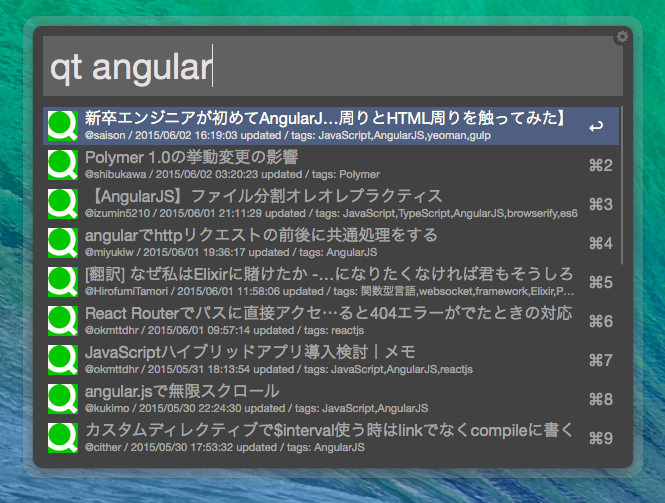 qt angular
新卒エンジニアが初めてAngularJ…周りとHTML周りを触ってみた】
@saison / 2015/06/02 16:19:03 updated / tags: JavaScript,AngularJS,yeoman,gulp
↩
Polymer 1.0の挙動変更の影響
@shibukawa / 2015/06/02 03:20:23 updated / tags: Polymer
⌘2
【AngularJS】ファイル分割オレオレプラクティス
@izumin5210 / 2015/06/01 21:11:29 updated / tags: JavaScript,TypeScript,AngularJS,browserify,es6
⌘3
angularでhttpリクエストの前後に共通処理をする
@miyukiw / 2015/06/01 19:36:17 updated / tags: AngularJS
⌘4
[翻訳] なぜ私はElixirに賭けたか -…になりたくなければ君もそうしろ
@HirofumiTamori / 2015/06/01 11:58:06 updated / tags: 関数型言語,websocket,framework,Elixir,P…
⌘5
React Routerでパスに直接アクセ…ると404エラーがでたときの対応
@okmttdhr / 2015/06/01 09:57:14 updated / tags: reactjs
⌘6
JavaScriptハイブリッドアプリ導入検討｜メモ
@okmttdhr / 2015/05/31 18:13:54 updated / tags: JavaScript,AngularJS,reactjs
⌘7
angular.jsで無限スクロール
@kukimo / 2015/05/30 22:24:30 updated / tags: JavaScript,AngularJS
⌘8
カスタムディレクティブで$interval使う時はlinkでなくcompileに書く
@cither / 2015/05/30 17:53:32 updated / tags: AngularJS
⌘9